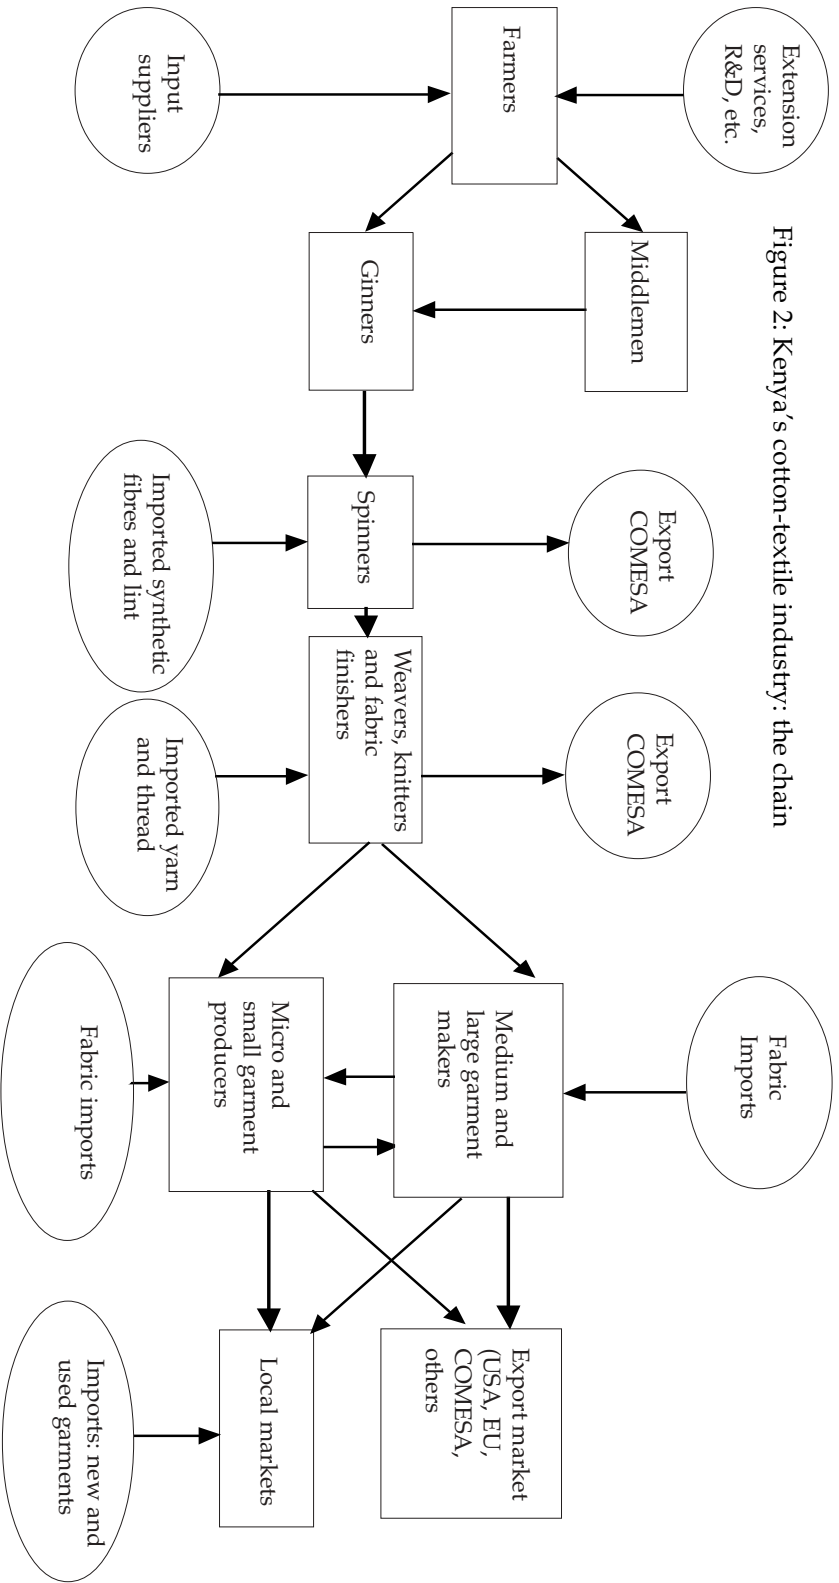 Figure 2: Kenya's cotton-textile industry: the chain
Extension
services,
R&D, etc.
Farmers
Input
suppliers
Middlemen
Ginners
Export
COMESA
Spinners
Imported synthetic
fibres and lint
Export
COMESA
Weavers, knitters
and fabric
finishers
Imported yarn
and thread
Fabric
Imports
Medium and
large garment
makers
Micro and
small garment
producers
Fabric imports
Export market
(USA, EU,
COMESA,
others
Local markets
Imports: new and
used garments